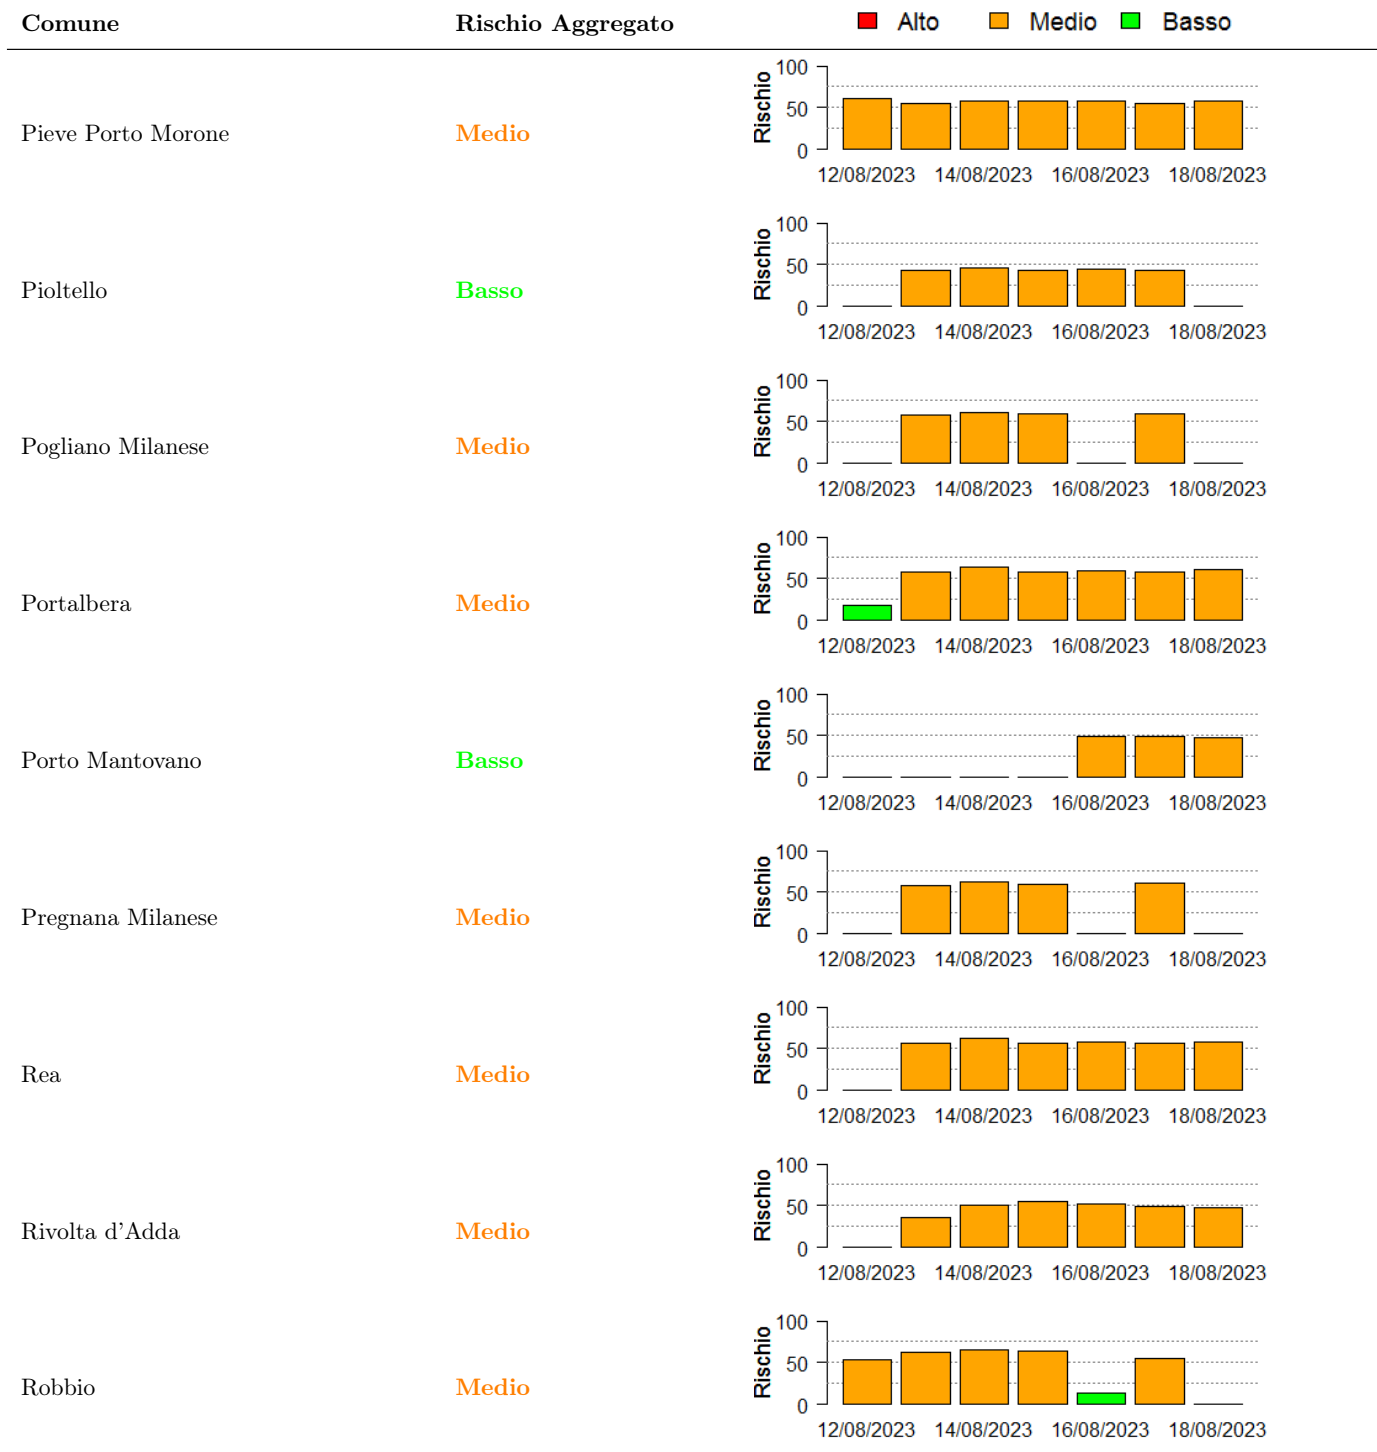 Comune Rischio Aggregato Alto Medio Basso
100
50
0
Rischio
Pieve Porto Morone Medio
12/08/2023 14/08/2023 16/08/2023 18/08/2023
100
50
0
Rischio
Pioltello Basso
12/08/2023 14/08/2023 16/08/2023 18/08/2023
100
50
0
Rischio
Pogliano Milanese Medio
12/08/2023 14/08/2023 16/08/2023 18/08/2023
100
50
0
Rischio
Portalbera Medio
12/08/2023 14/08/2023 16/08/2023 18/08/2023
100
50
0
Rischio
Porto Mantovano Basso
12/08/2023 14/08/2023 16/08/2023 18/08/2023
100
50
0
Rischio
Pregnana Milanese Medio
12/08/2023 14/08/2023 16/08/2023 18/08/2023
100
50
0
Rischio
Rea Medio
12/08/2023 14/08/2023 16/08/2023 18/08/2023
100
50
0
Rischio
Rivolta d'Adda Medio
12/08/2023 14/08/2023 16/08/2023 18/08/2023
100
50
0
Rischio
Robbio Medio
12/08/2023 14/08/2023 16/08/2023 18/08/2023